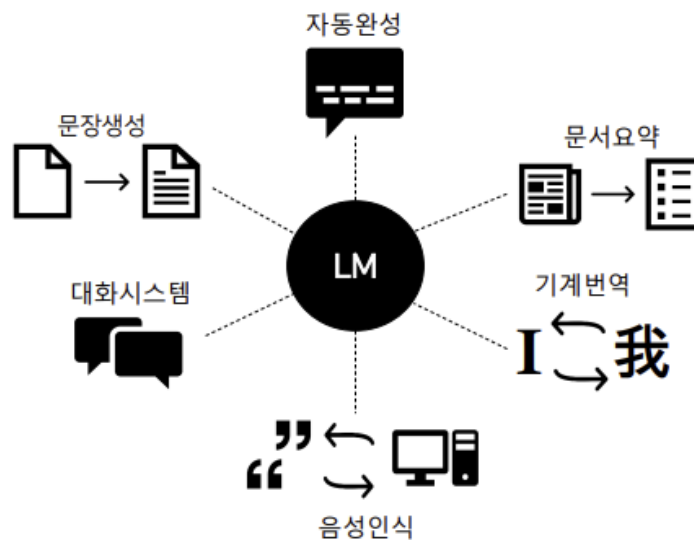 자동완성
문장생성
문서요약
LM
대화시스템
기계번역
I 我
음성인식